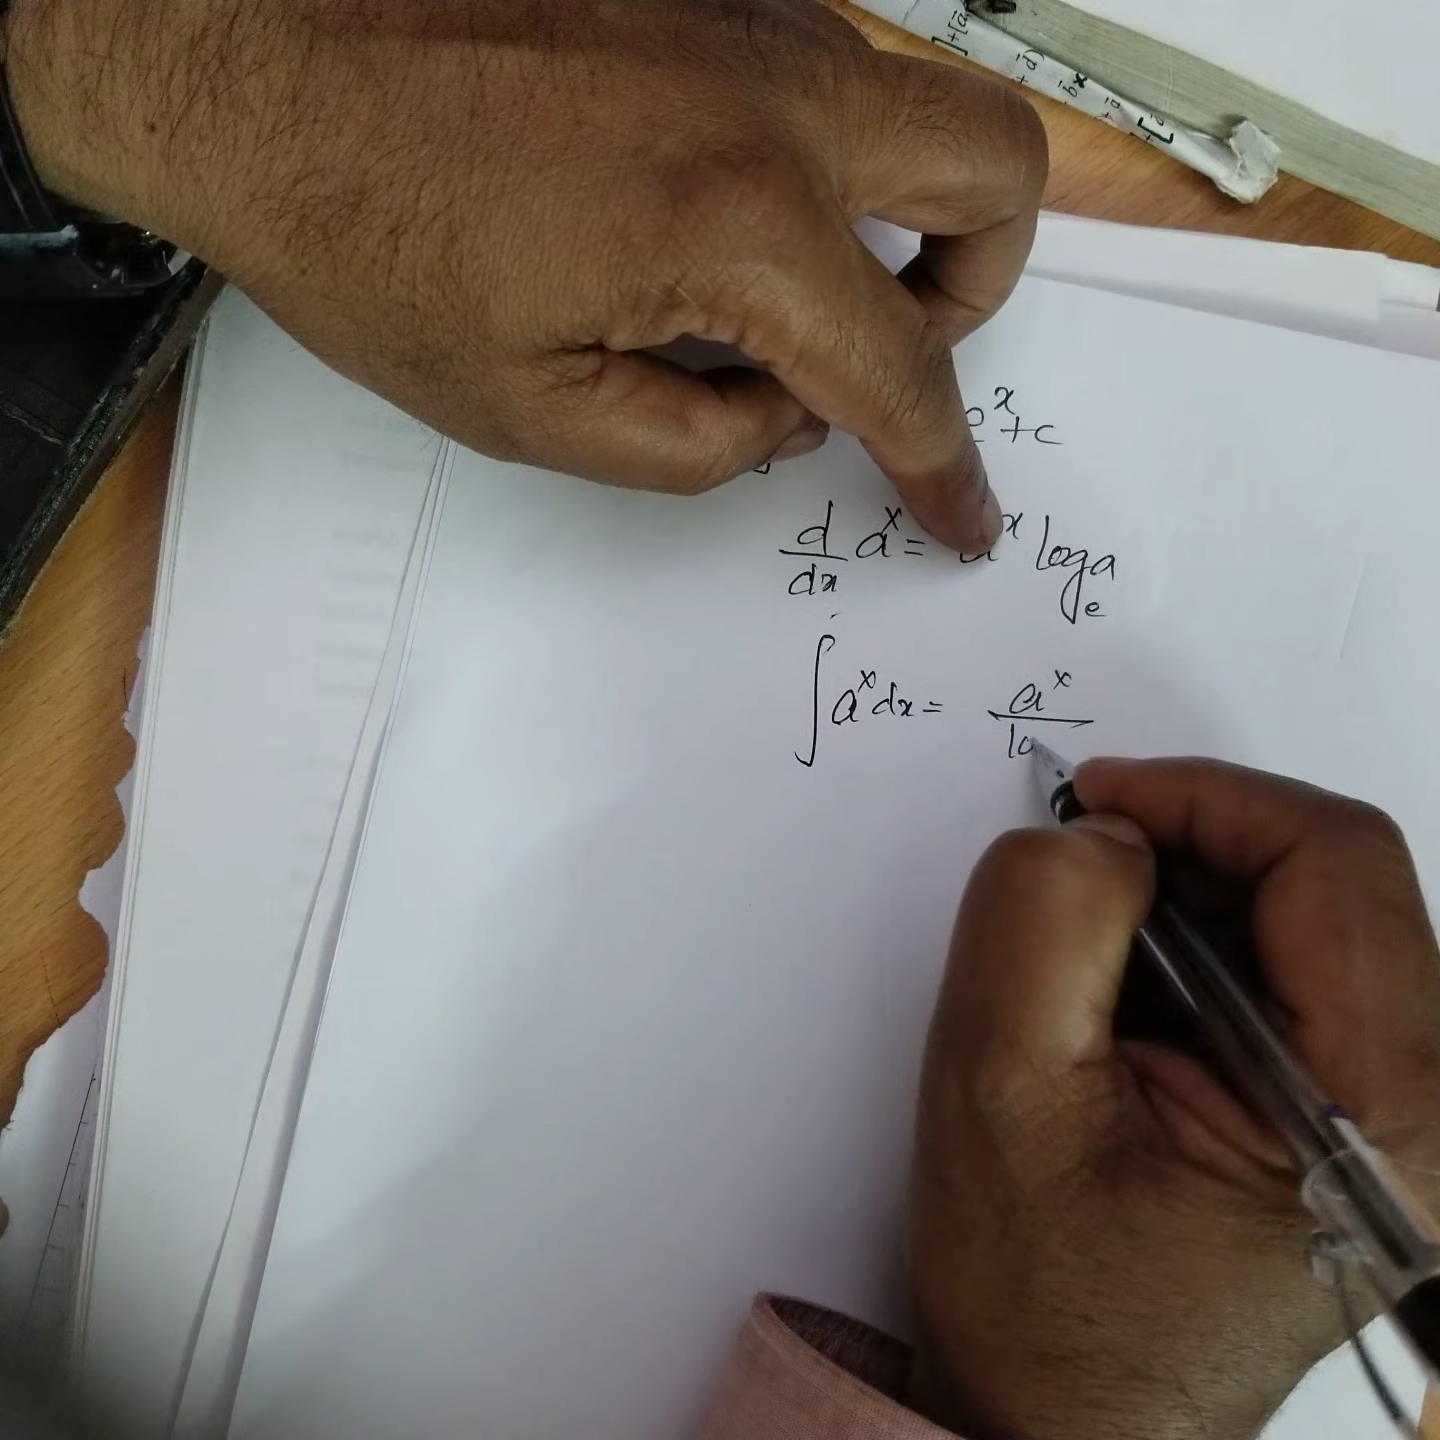 x + c
d/dx a^x = a^x log_e a
∫ a^x dx = a^x / lo